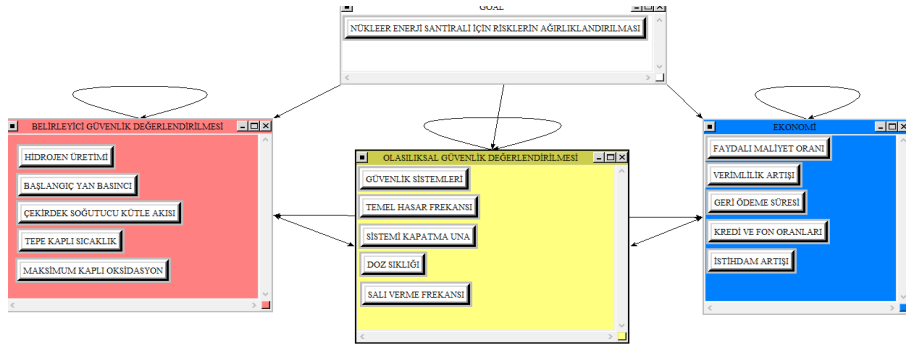 GOAL
NÜKLEER ENERJİ SANTİRALİ İÇİN RİSKLERİN AĞIRLIKLANDIRILMASI
BELİRLEYİCİ GÜVENLİK DEĞERLENDİRİLMESİ
HİDROJEN ÜRETİMİ
BAŞLANGIÇ YAN BASINCI
ÇEKİRDEK SOĞUTUCU KÜTLE AKISI
TEPE KAPLI SICAKLIK
MAKSİMUM KAPLI OKSİDASYON
OLASILIKSAL GÜVENLİK DEĞERLENDİRİLMESİ
GÜVENLİK SİSTEMLERİ
TEMEL HASAR FREKANSI
SİSTEMİ KAPATMA UNA
DOZ SIKLIĞI
SALI VERME FREKANSI
EKONOMİ
FAYDALI MALİYET ORANI
VERİMLİLİK ARTIŞI
GERİ ÖDEME SÜRESİ
KREDİ VE FON ORANLARI
İSTİHDAM ARTIŞI